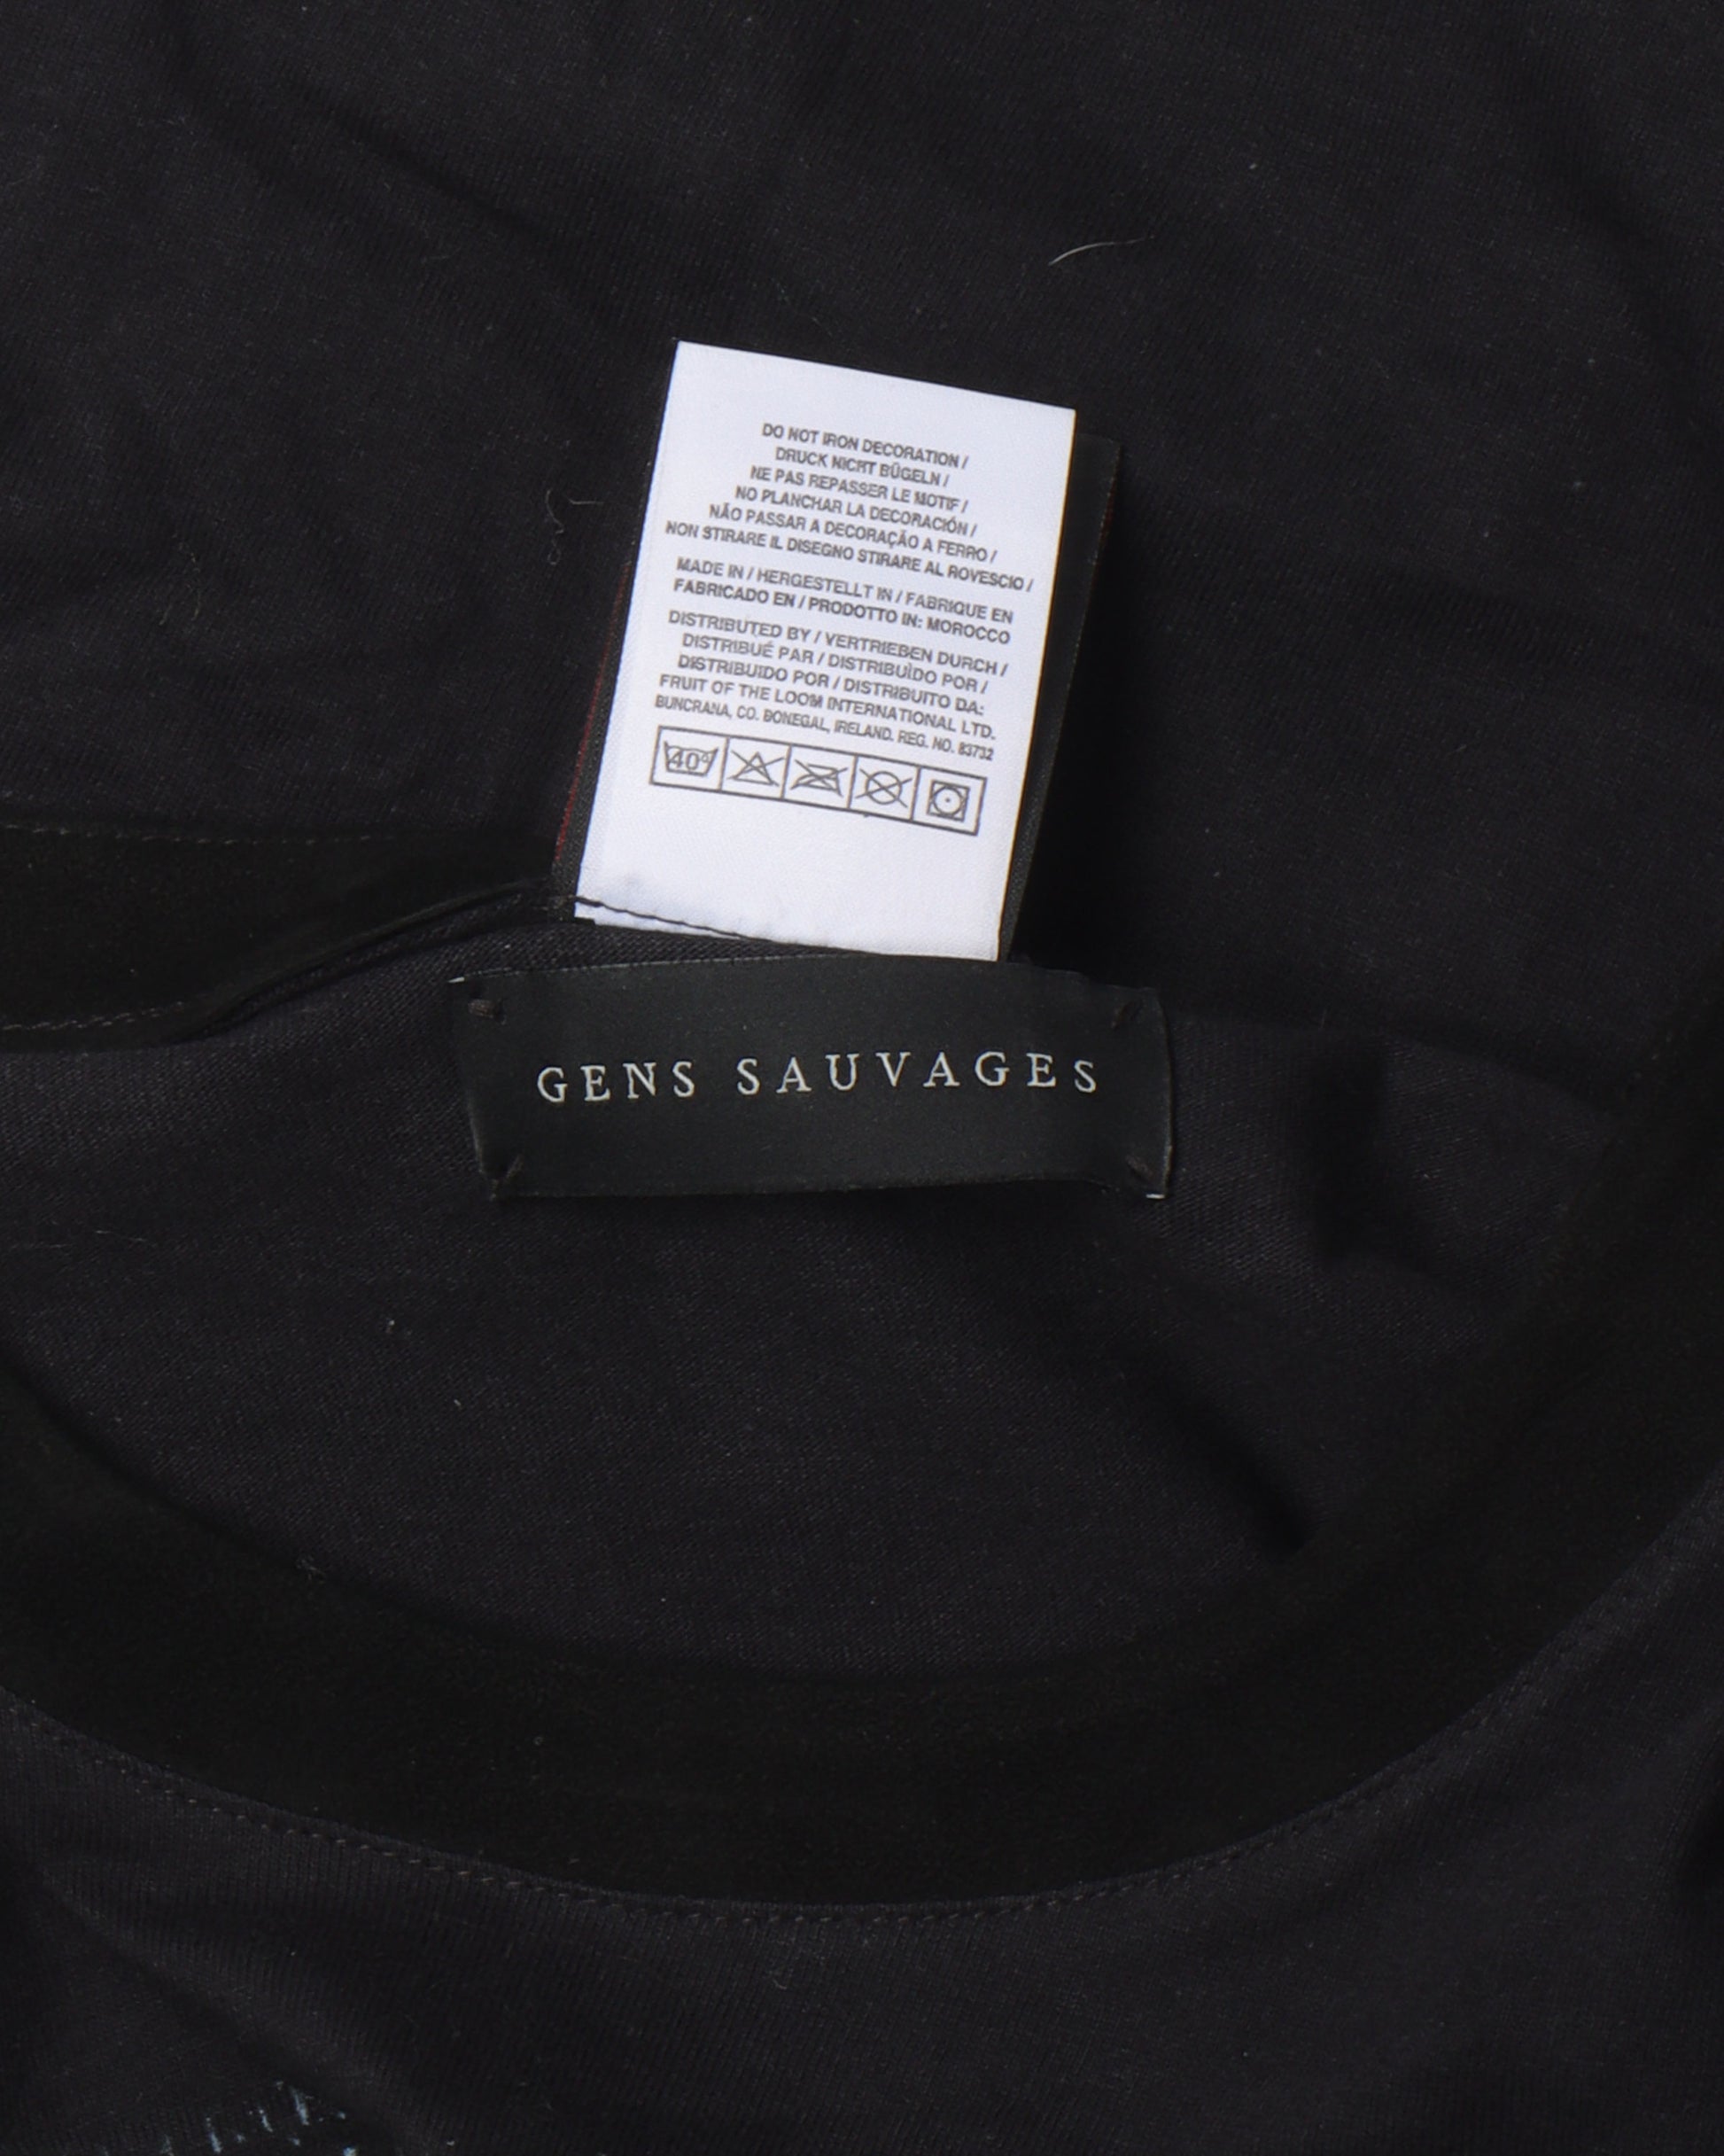 DO NOT IRON DECORATION /
DRUCK NICHT BÜGELN /
NE PAS REPASSER LE MOTIF /
NO PLANCHAR LA DECORACIÓN /
NÃO PASSAR A DECORAÇÃO A FERRO /
NON STIRARE IL DISEGNO STIRARE AL ROVESCIO /
MADE IN / HERGESTELLT IN / FABRIQUE EN
FABRICADO EN / PRODOTTO IN: MOROCCO
DISTRIBUTED BY / VERTRIEBEN DURCH /
DISTRIBUÉ PAR / DISTRIBUÌDO POR /
DISTRIBUIDO POR / DISTRIBUITO DA:
FRUIT OF THE LOOM INTERNATIONAL LTD.
BUNCRANA, CO. DONEGAL, IRELAND. REG. NO. 83732
40°
GENS SAUVAGES